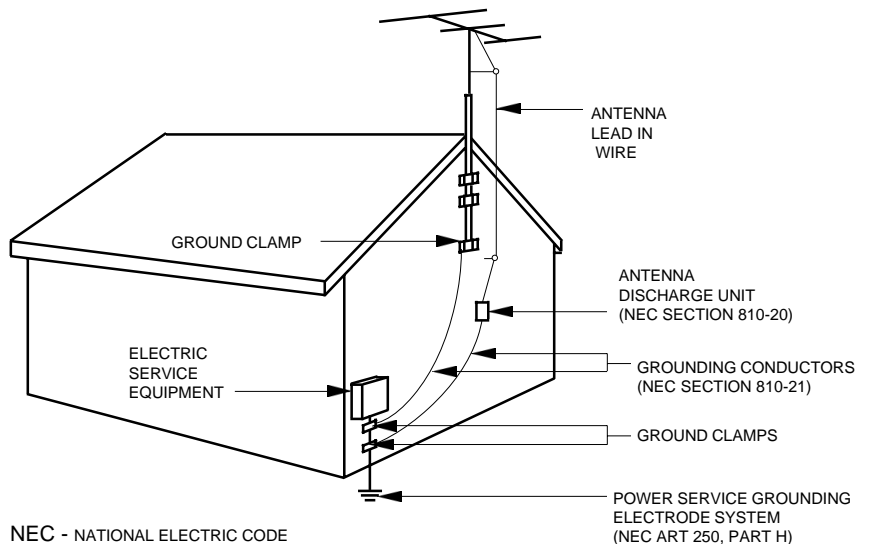 ANTENNA
LEAD IN
WIRE
GROUND CLAMP
ANTENNA
DISCHARGE UNIT
(NEC SECTION 810-20)
ELECTRIC
SERVICE
EQUIPMENT
GROUNDING CONDUCTORS
(NEC SECTION 810-21)
GROUND CLAMPS
POWER SERVICE GROUNDING
ELECTRODE SYSTEM
(NEC ART 250, PART H)
NEC - NATIONAL ELECTRIC CODE